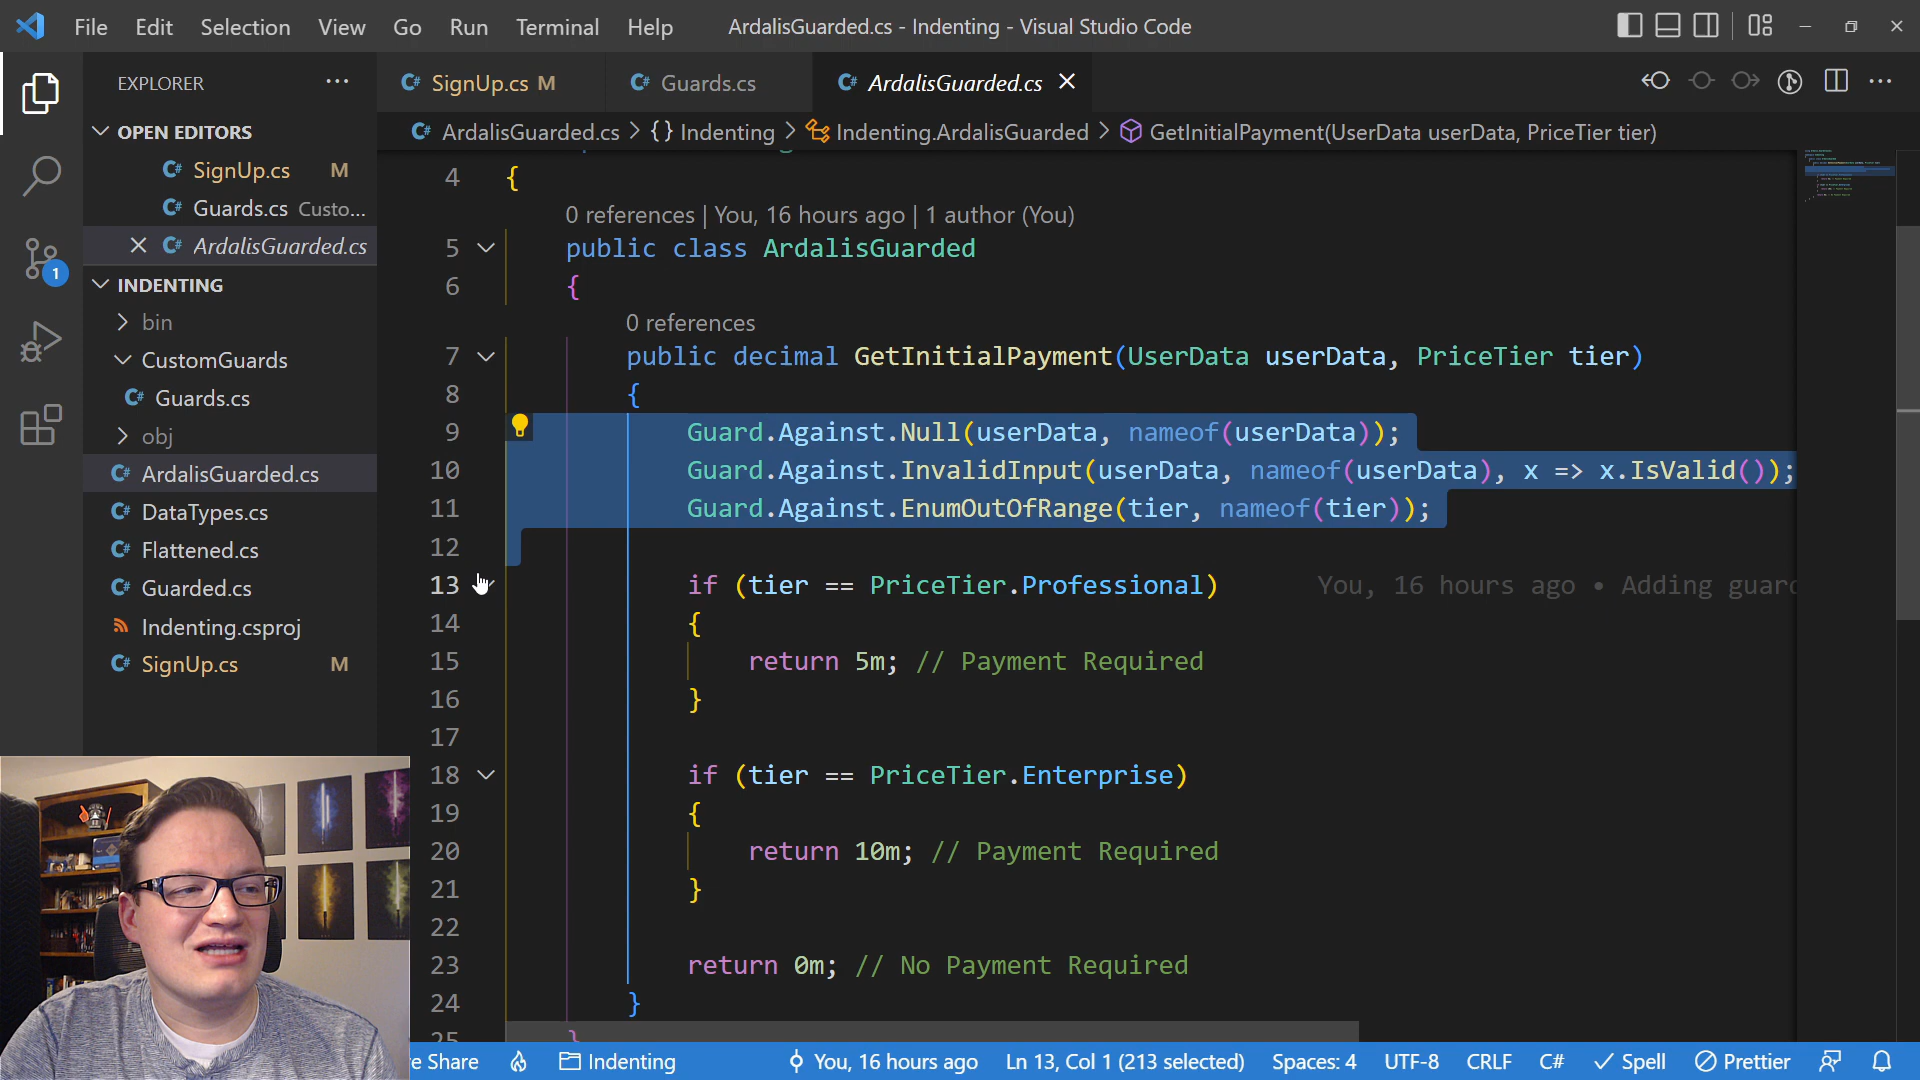 File Edit Selection View Go Run Terminal Help
ArdalisGuarded.cs - Indenting - Visual Studio Code
EXPLORER
SignUp.cs M
Guards.cs
ArdalisGuarded.cs
ArdalisGuarded.cs > {} Indenting > Indenting.ArdalisGuarded > GetInitialPayment(UserData userData, PriceTier tier)
OPEN EDITORS
SignUp.cs M
Guards.cs Custo...
ArdalisGuarded.cs
INDENTING
bin
CustomGuards
Guards.cs
obj
ArdalisGuarded.cs
DataTypes.cs
Flattened.cs
Guarded.cs
Indenting.csproj
SignUp.cs M
1
4 {
0 references | You, 16 hours ago | 1 author (You)
5 public class ArdalisGuarded
6 {
0 references
7 public decimal GetInitialPayment(UserData userData, PriceTier tier)
8 {
9 Guard.Against.Null(userData, nameof(userData));
10 Guard.Against.InvalidInput(userData, nameof(userData), x => x.IsValid());
11 Guard.Against.EnumOutOfRange(tier, nameof(tier));
12
13 if (tier == PriceTier.Professional) You, 16 hours ago • Adding guard
14 {
15 return 5m; // Payment Required
16 }
17
18 if (tier == PriceTier.Enterprise)
19 {
20 return 10m; // Payment Required
21 }
22
23 return 0m; // No Payment Required
24 }
25 }
e Share Indenting You, 16 hours ago Ln 13, Col 1 (213 selected) Spaces: 4 UTF-8 CRLF C# Spell Prettier